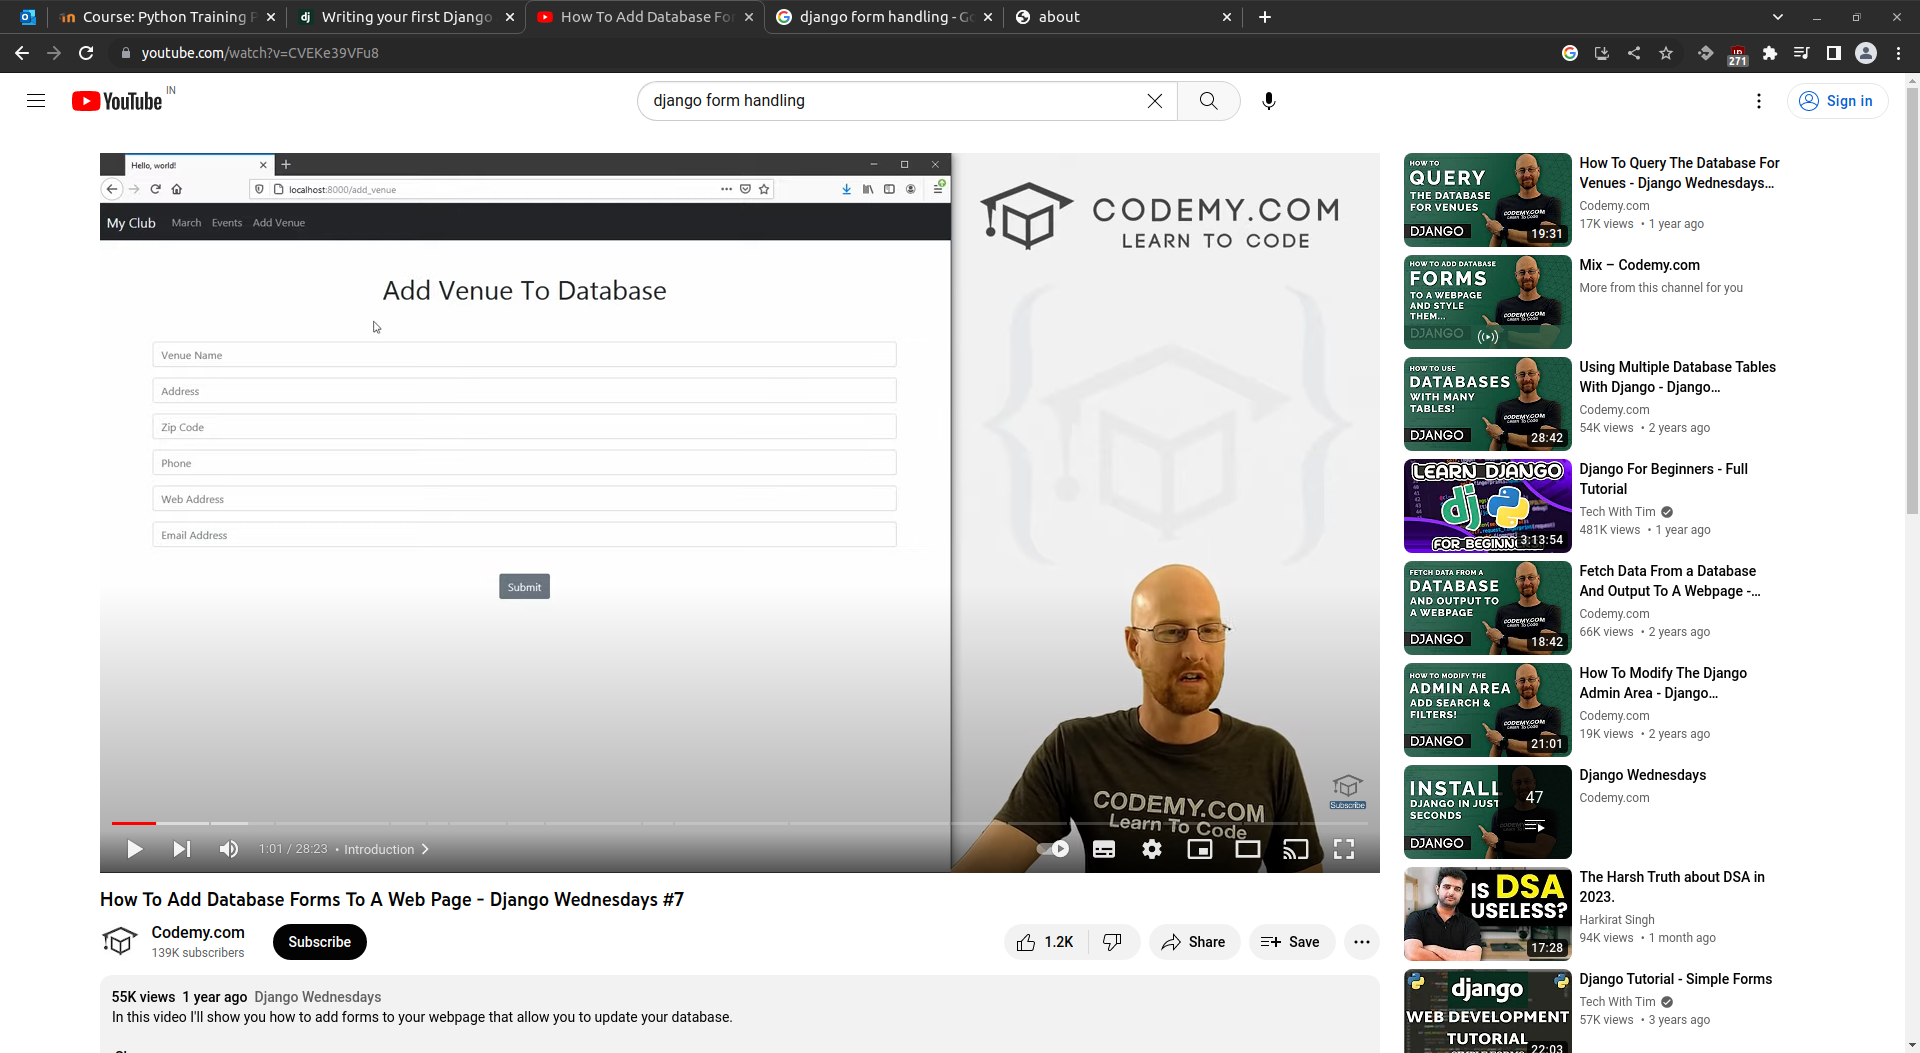 Course: Python Training P
Writing your first Django
How To Add Database For
django form handling - Go
about
youtube.com/watch?v=CVEKe39VFu8
271
YouTube IN
django form handling
Sign in
Hello, world!
localhost:8000/add_venue
My Club March Events Add Venue
Add Venue To Database
Venue Name
Address
Zip Code
Phone
Web Address
Email Address
Submit
CODEMY.COM
LEARN TO CODE
CODEMY.COM
Learn To Code
Subscribe
1:01 / 28:23 • Introduction
How To Add Database Forms To A Web Page - Django Wednesdays #7
Codemy.com
139K subscribers
Subscribe
1.2K
Share
Save
55K views 1 year ago Django Wednesdays
In this video I'll show you how to add forms to your webpage that allow you to update your database.
HOW TO
QUERY
THE DATABASE
FOR VENUES
CODEMY.COM
DJANGO
19:31
How To Query The Database For
Venues - Django Wednesdays...
Codemy.com
17K views • 1 year ago
HOW TO ADD DATABASE
FORMS
TO A WEBPAGE
AND STYLE
THEM...
CODEMY.COM
DJANGO
Mix – Codemy.com
More from this channel for you
HOW TO USE
DATABASES
WITH MANY
TABLES!
CODEMY.COM
DJANGO
28:42
Using Multiple Database Tables
With Django - Django...
Codemy.com
54K views • 2 years ago
LEARN DJANGO
dj
FOR BEGINNERS
3:13:54
Django For Beginners - Full
Tutorial
Tech With Tim
481K views • 1 year ago
FETCH DATA FROM A
DATABASE
AND OUTPUT TO
A WEBPAGE
CODEMY.COM
DJANGO
18:42
Fetch Data From a Database
And Output To A Webpage -...
Codemy.com
66K views • 2 years ago
HOW TO MODIFY THE
ADMIN AREA
ADD SEARCH &
FILTERS!
CODEMY.COM
DJANGO
21:01
How To Modify The Django
Admin Area - Django...
Codemy.com
19K views • 2 years ago
INSTALL
DJANGO IN JUST
SECONDS
DJANGO
47
Django Wednesdays
Codemy.com
IS DSA
USELESS?
17:28
The Harsh Truth about DSA in
2023.
Harkirat Singh
94K views • 1 month ago
django
WEB DEVELOPMENT
TUTORIAL
22:03
Django Tutorial - Simple Forms
Tech With Tim
57K views • 3 years ago